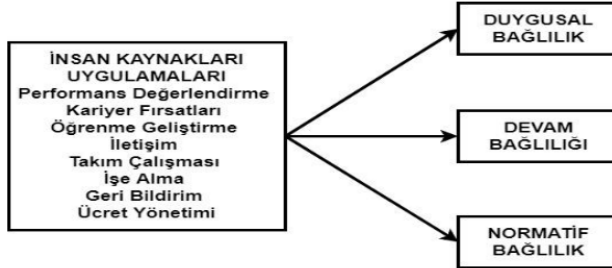 İNSAN KAYNAKLARI
UYGULAMALARI
Performans Değerlendirme
Kariyer Fırsatları
Öğrenme Geliştirme
İletişim
Takım Çalışması
İşe Alma
Geri Bildirim
Ücret Yönetimi
DUYGUSAL
BAĞLILIK
DEVAM
BAĞLILIĞI
NORMATİF
BAĞLILIK